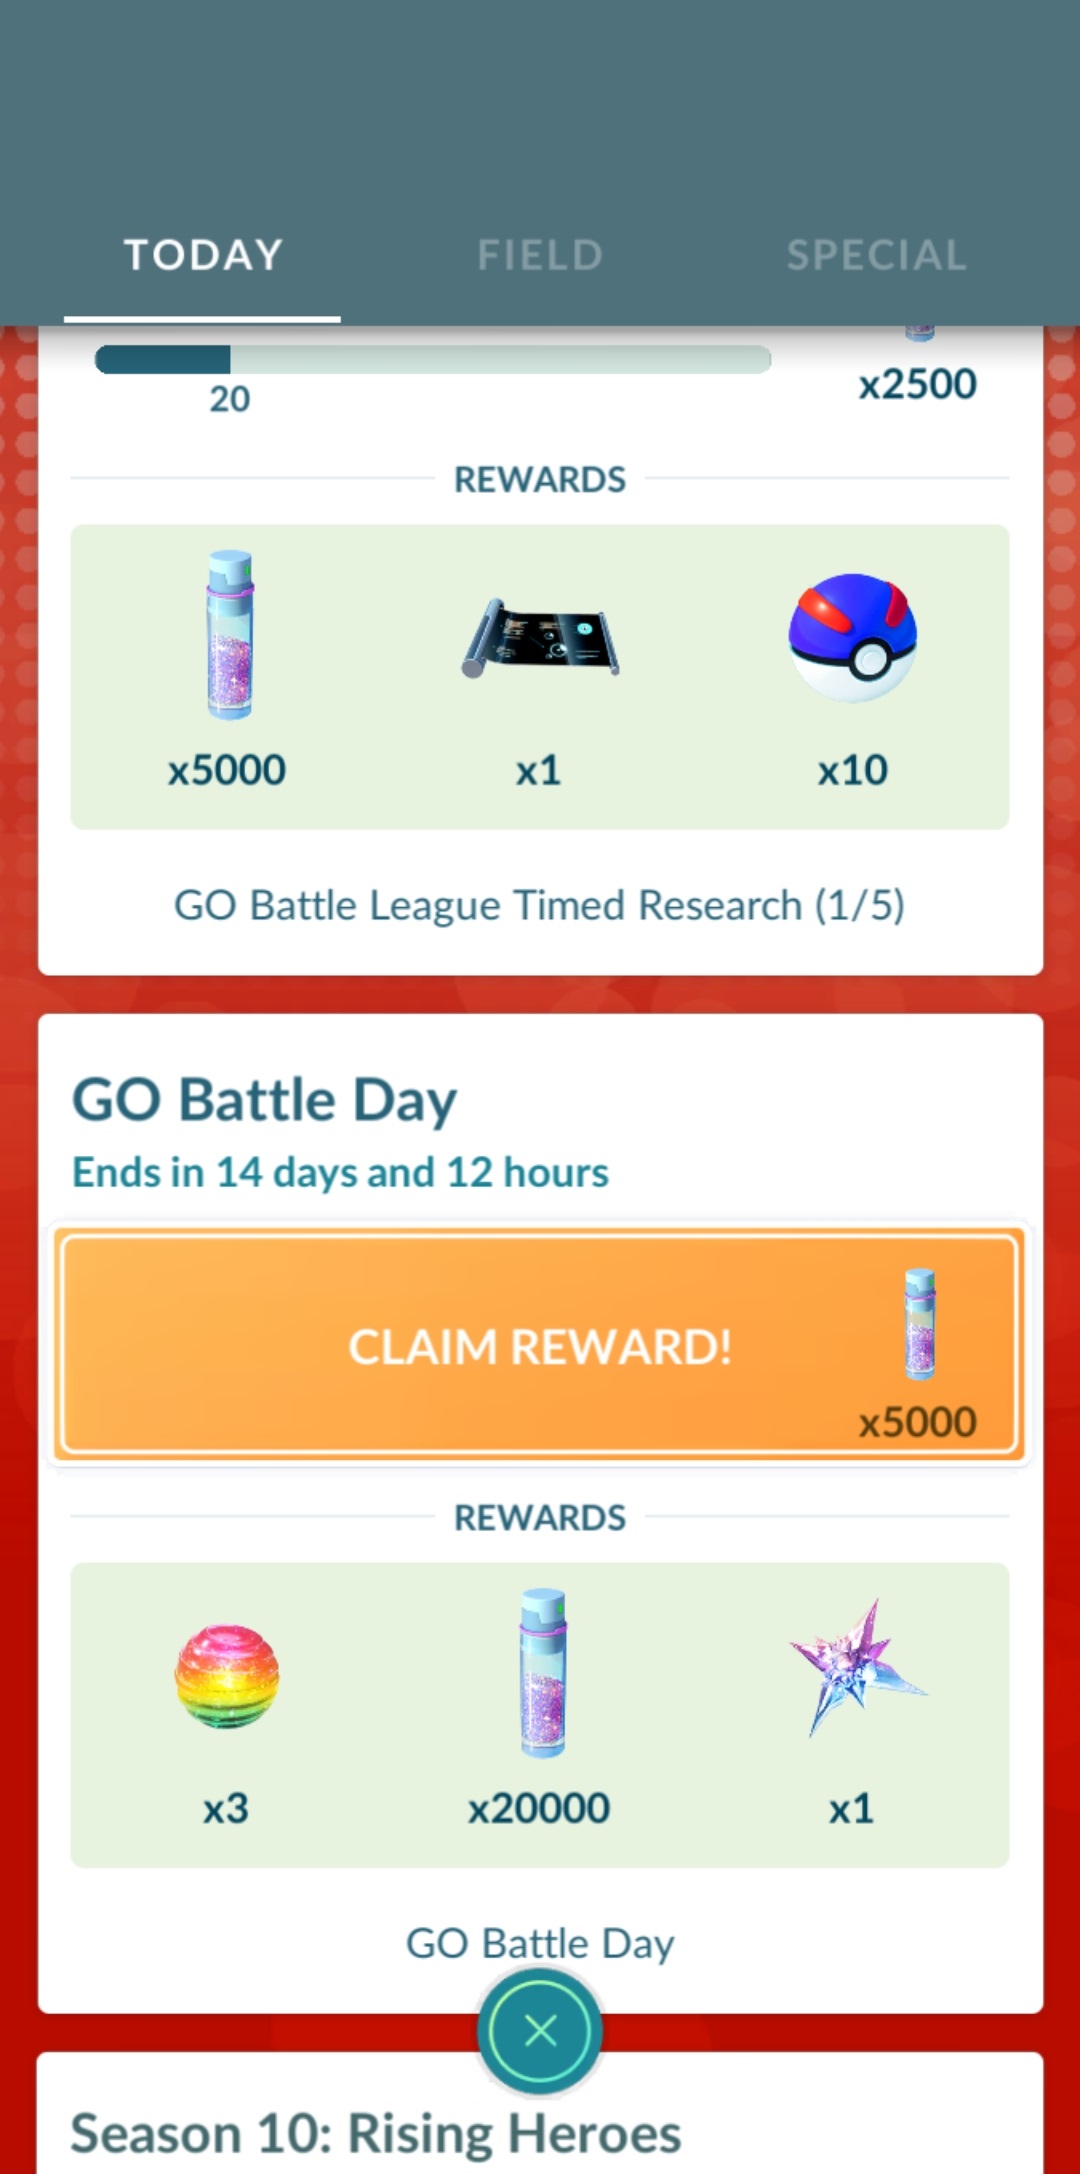 TODAY FIELD SPECIAL
20
x2500
REWARDS
x5000 x1 x10
GO Battle League Timed Research (1/5)
GO Battle Day
Ends in 14 days and 12 hours
CLAIM REWARD!
x5000
REWARDS
x3 x20000 x1
GO Battle Day
Season 10: Rising Heroes